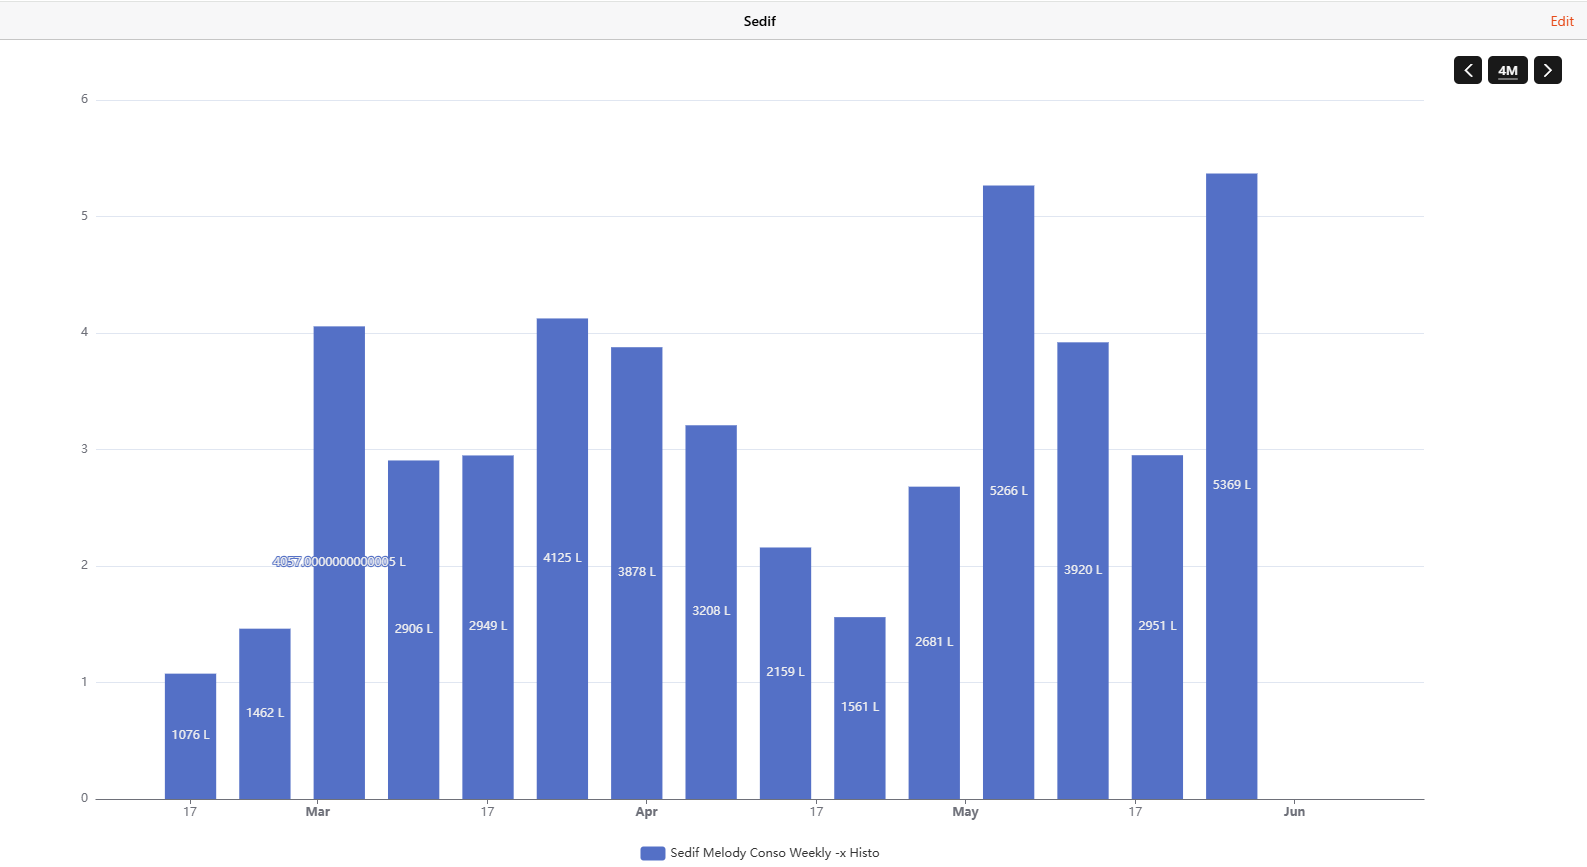 Sedif
Edit
4M
6
5
4
3
2
1
0
1076 L
1462 L
4057.0000000000005 L
2906 L
2949 L
4125 L
3878 L
3208 L
2159 L
1561 L
2681 L
5266 L
3920 L
2951 L
5369 L
17 Mar 17 Apr 17 May 17 Jun
Sedif Melody Conso Weekly -x Histo